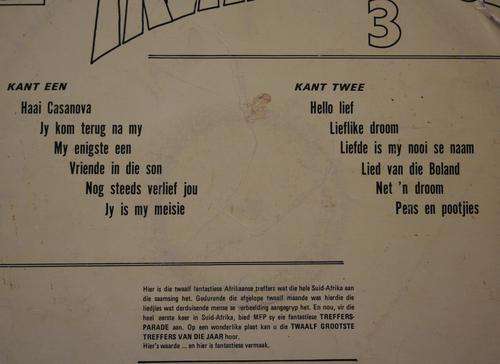 3
KANT EEN
Haai Casanova
Jy kom terug na my
My enigste een
Vriende in die son
Nog steeds verlief jou
Jy is my meisie
KANT TWEE
Hello lief
Lieflike droom
Liefde is my nooi se naam
Lied van die Boland
Net 'n droom
Pens en pootjies
Hier is die twaalf fantastiese Afrikaanse treffers wat die hele Suid-Afrika aan
die saamsing het. Gedurende die afgelope twaalf maande was hierdie die
liedjies wat derduisende mense se verbeelding aangegryp het. En nou, vir die
heel eerste keer in Suid-Afrika, bied MFP sy eie fantastiese TREFFERS-
PARADE aan. Op een wonderlike plaat kan u die TWAALF GROOTSTE
TREFFERS VAN DIE JAAR hoor.
Hier's waarde ... en hier is fantastiese vermaak.